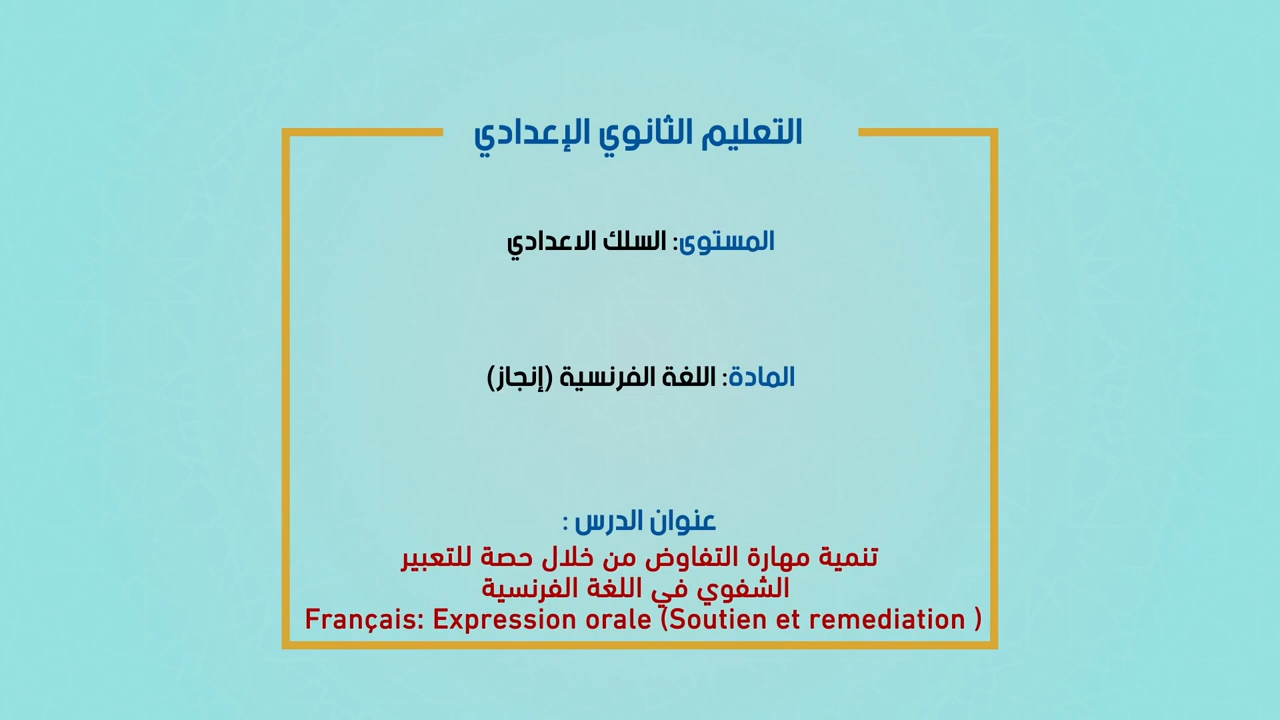 التعليم الثانوي الإعدادي
المستوى: السلك الاعدادي
المادة: اللغة الفرنسية (إنجاز)
عنوان الدرس :
تنمية مهارة التفاوض من خلال حصة للتعبير
الشفوي في اللغة الفرنسية
Français: Expression orale (Soutien et remediation )